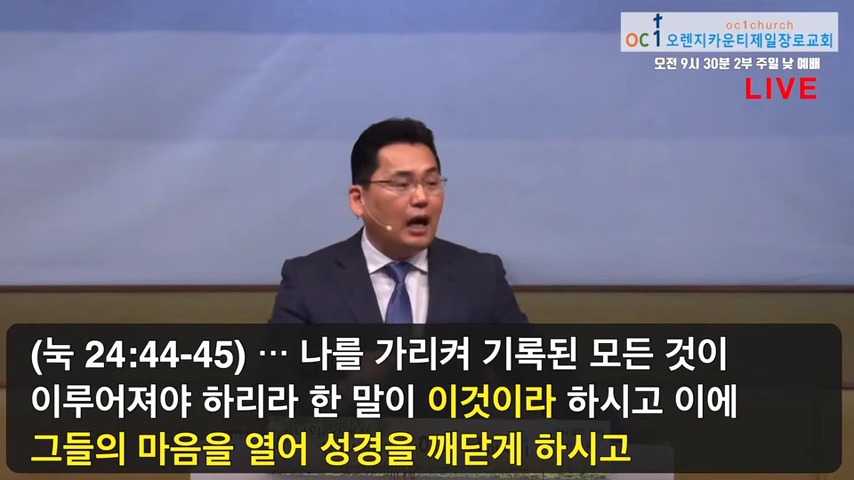 oc1church
oc1 오렌지카운티제일장로교회
오전 9시 30분 2부 주일 낮 예배
LIVE
(눅 24:44-45) … 나를 가리켜 기록된 모든 것이
이루어져야 하리라 한 말이 이것이라 하시고 이에
그들의 마음을 열어 성경을 깨닫게 하시고